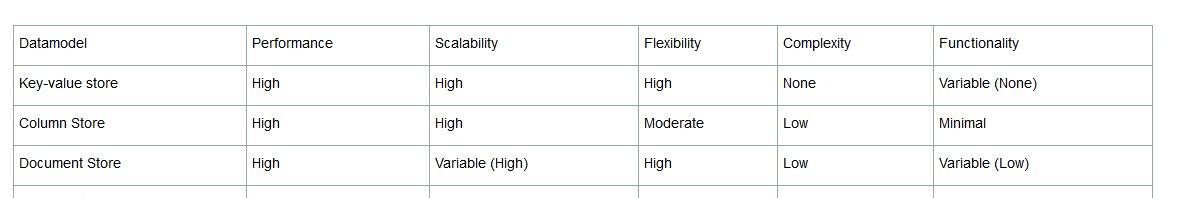 Datamodel Performance Scalability Flexibility Complexity Functionality
Key-value store High High High None Variable (None)
Column Store High High Moderate Low Minimal
Document Store High Variable (High) High Low Variable (Low)